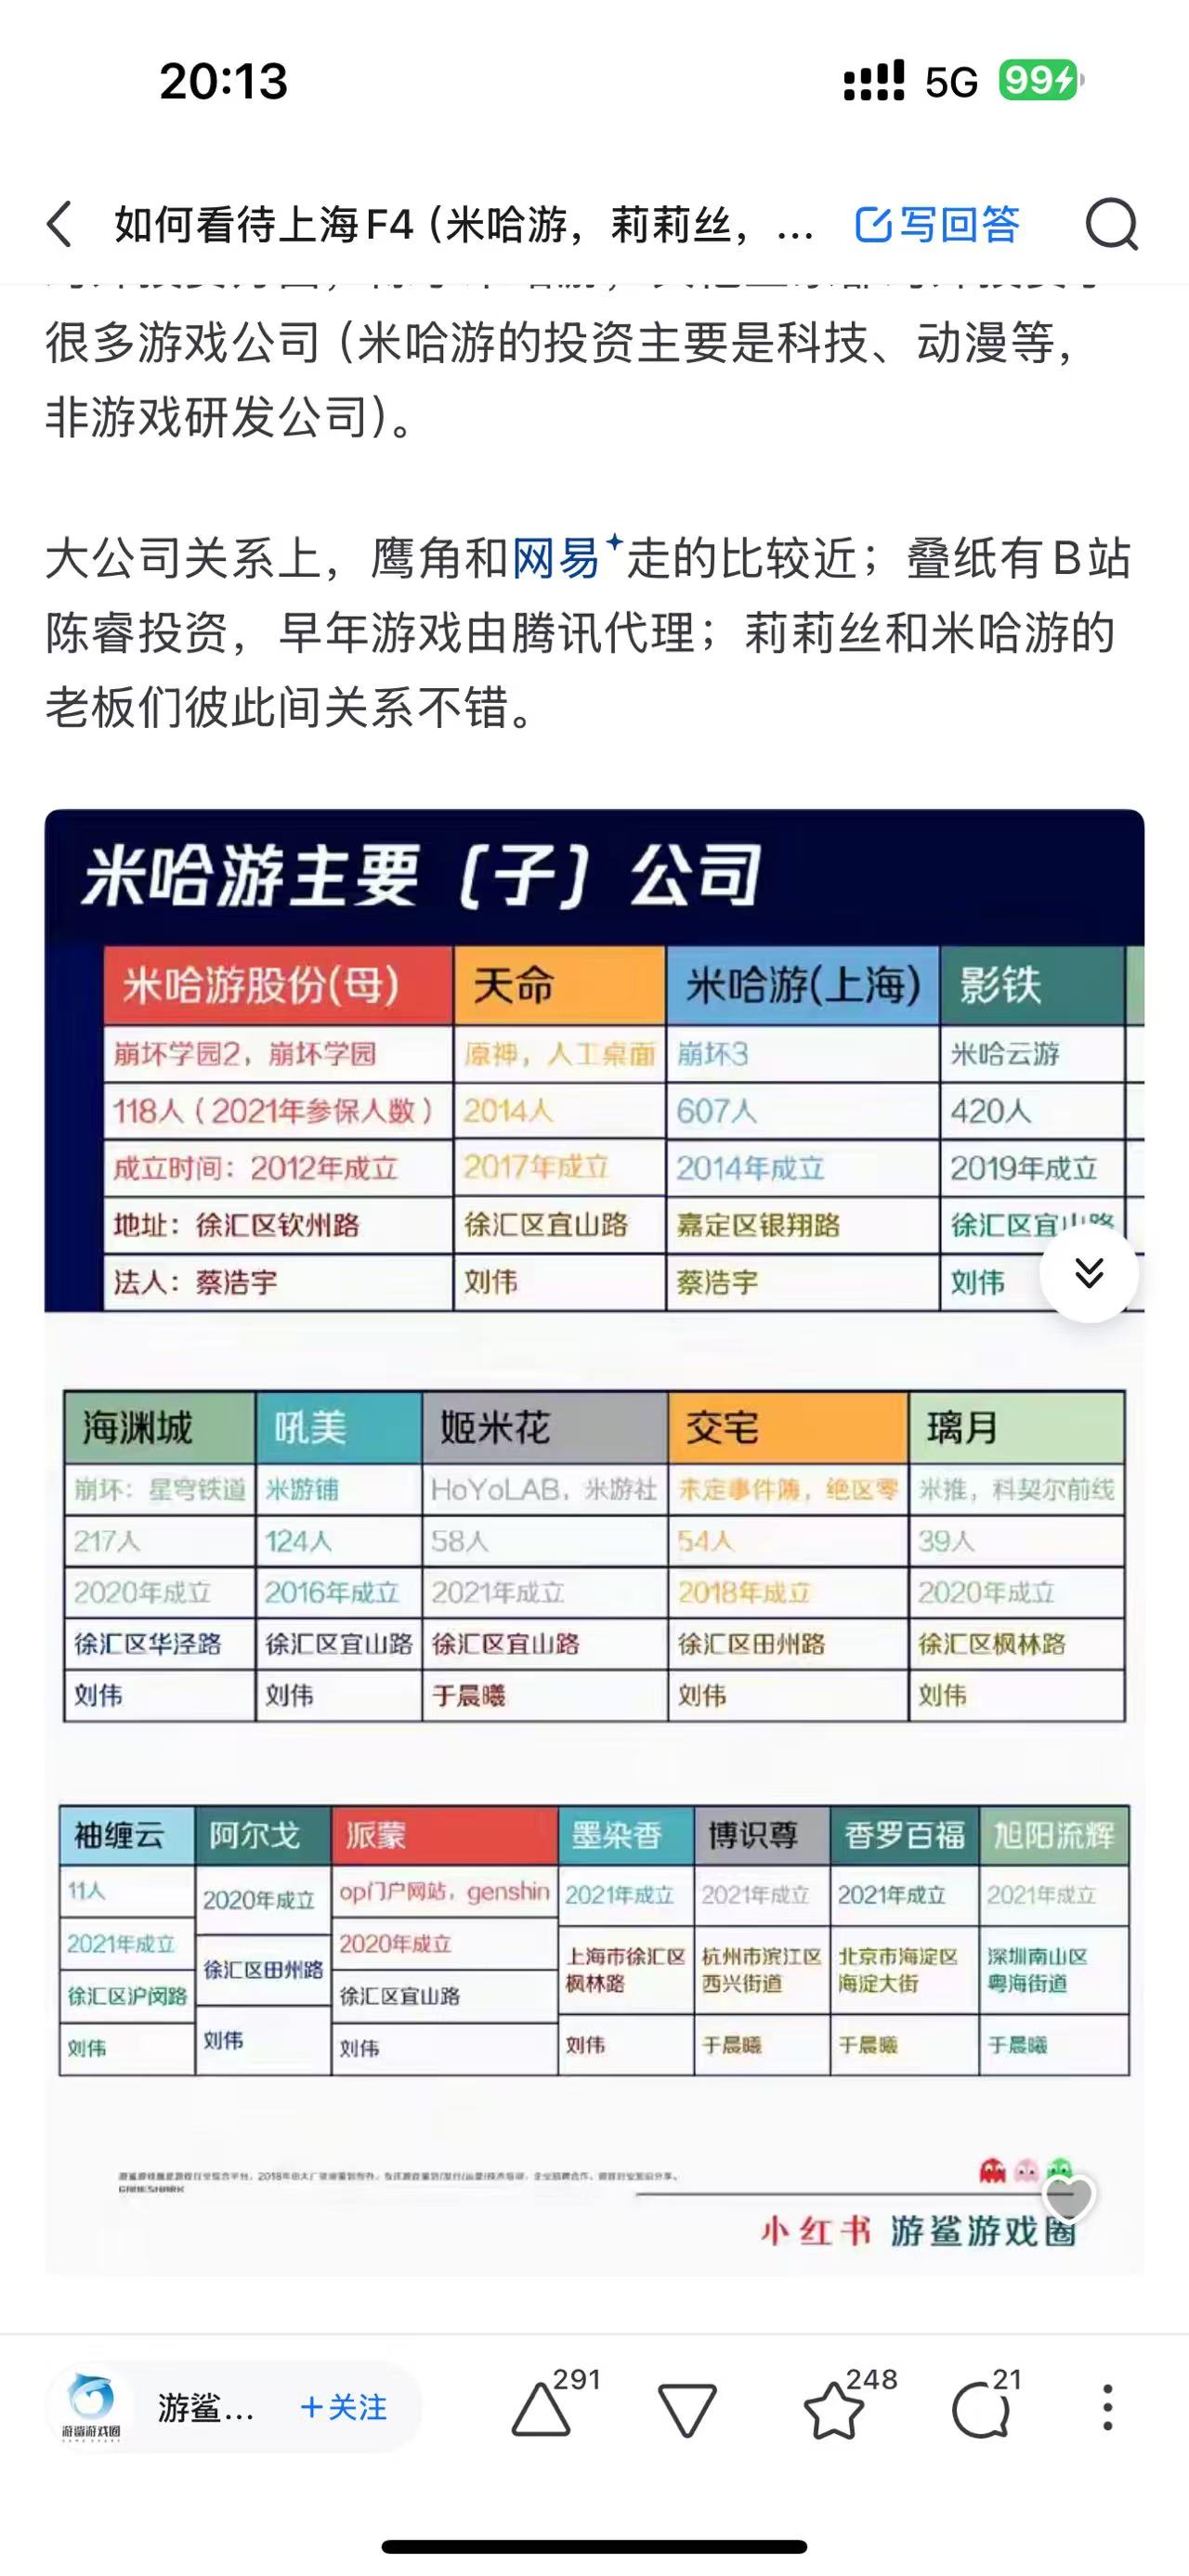 20:13
5G 99
如何看待上海F4（米哈游，莉莉丝，...
写回答
很多游戏公司（米哈游的投资主要是科技、动漫等，
非游戏研发公司）。
大公司关系上，鹰角和网易走的比较近；叠纸有B站
陈睿投资，早年游戏由腾讯代理；莉莉丝和米哈游的
老板们彼此间关系不错。
米哈游主要（子）公司
米哈游股份(母) 天命 米哈游(上海) 影铁
崩坏学园2，崩坏学园 原神，人工桌面 崩坏3 米哈云游
118人（2021年参保人数） 2014人 607人 420人
成立时间：2012年成立 2017年成立 2014年成立 2019年成立
地址：徐汇区钦州路 徐汇区宜山路 嘉定区银翔路 徐汇区宜山路
法人：蔡浩宇 刘伟 蔡浩宇 刘伟
海渊城 吼美 姬米花 交宅 璃月
崩坏：星穹铁道 米游铺 HoYoLAB，米游社 未定事件簿，绝区零 米推，科契尔前线
217人 124人 58人 54人 39人
2020年成立 2016年成立 2021年成立 2018年成立 2020年成立
徐汇区华泾路 徐汇区宜山路 徐汇区宜山路 徐汇区田州路 徐汇区枫林路
刘伟 刘伟 于晨曦 刘伟 刘伟
袖缠云 阿尔戈 派蒙 墨染香 博识尊 香罗百福 旭阳流辉
11人 2020年成立 op门户网站，genshin 2021年成立 2021年成立 2021年成立 2021年成立
2021年成立 徐汇区田州路 2020年成立 上海市徐汇区 杭州市滨江区 北京市海淀区 深圳南山区
徐汇区沪闵路 徐汇区宜山路 枫林路 西兴街道 海淀大街 粤海街道
刘伟 刘伟 刘伟 刘伟 于晨曦 于晨曦 于晨曦
GAME SHARK
小红书 游鲨游戏圈
游鲨游戏圈
游鲨... +关注 291 248 21